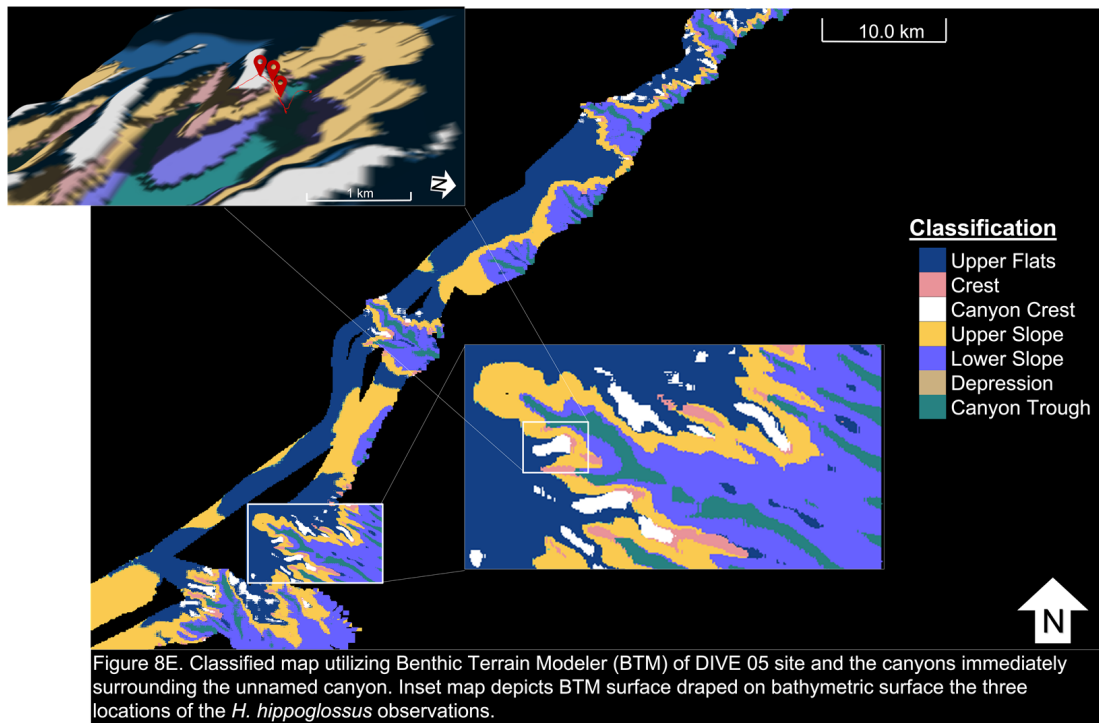 10.0 km
1 km
N
Classification
Upper Flats
Crest
Canyon Crest
Upper Slope
Lower Slope
Depression
Canyon Trough
N
Figure 8E. Classified map utilizing Benthic Terrain Modeler (BTM) of DIVE 05 site and the canyons immediately
surrounding the unnamed canyon. Inset map depicts BTM surface draped on bathymetric surface the three
locations of the H. hippoglossus observations.